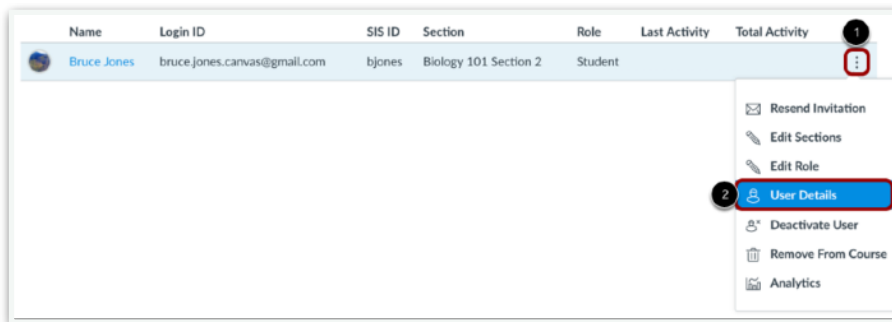 Name Login ID SIS ID Section Role Last Activity Total Activity 1
Bruce Jones bruce.jones.canvas@gmail.com bjones Biology 101 Section 2 Student
Resend Invitation
Edit Sections
Edit Role
2 User Details
Deactivate User
Remove From Course
Analytics